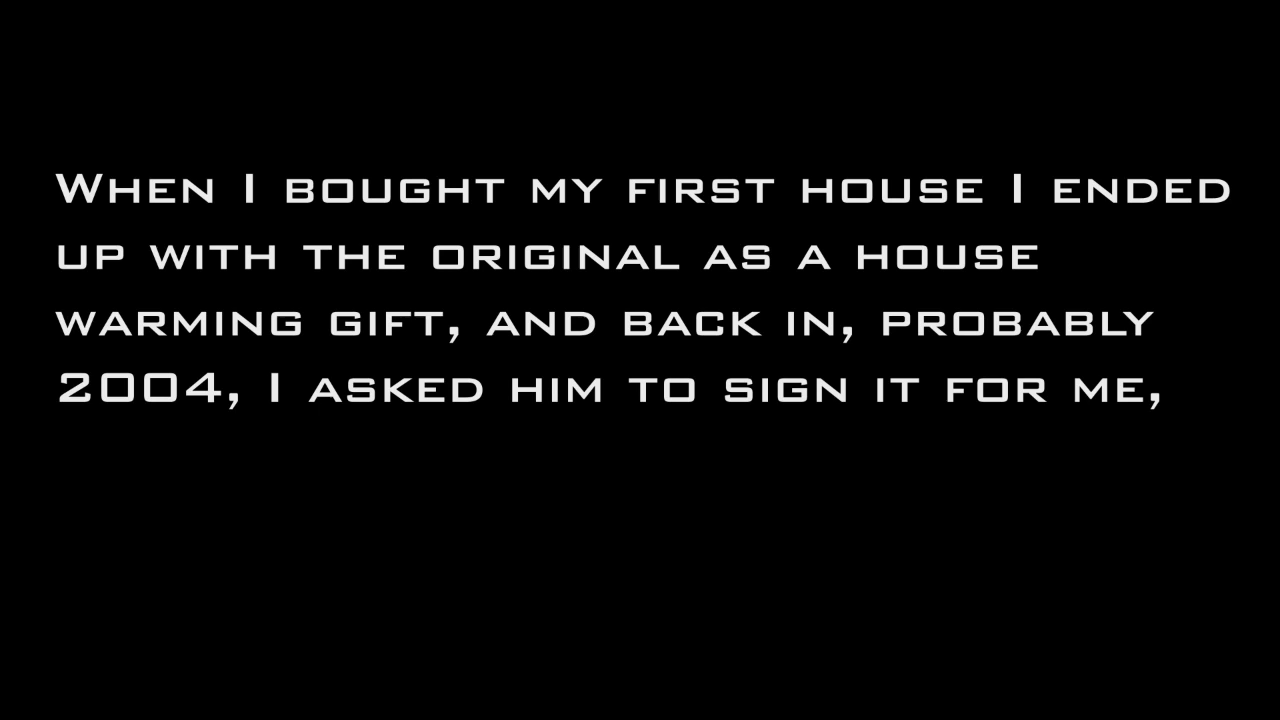 When I bought my first house I ended
up with the original as a house
warming gift, and back in, probably
2004, I asked him to sign it for me,